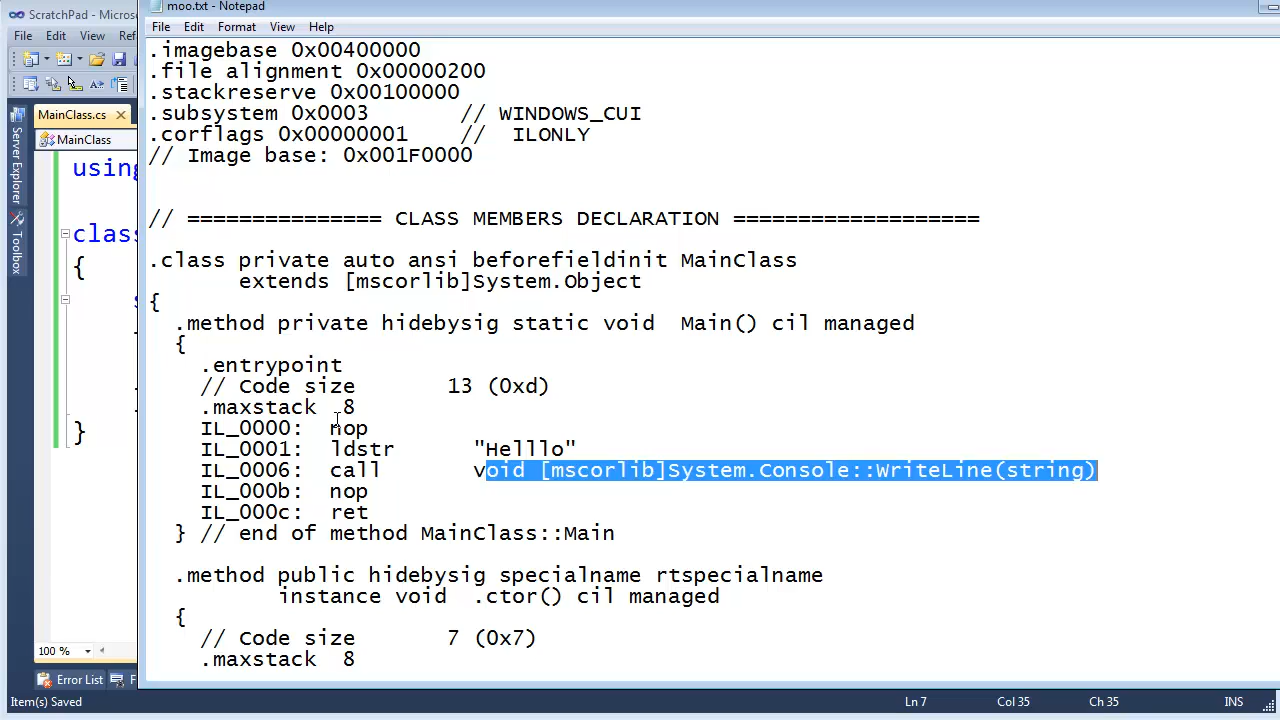 ScratchPad - Microso
File Edit View Ref
MainClass.cs
MainClass
Server Explorer
Toolbox
using
class
{
}
100 %
Error List
Item(s) Saved
Ln 7 Col 35 Ch 35 INS
moo.txt - Notepad
File Edit Format View Help
.imagebase 0x00400000
.file alignment 0x00000200
.stackreserve 0x00100000
.subsystem 0x0003 // WINDOWS_CUI
.corflags 0x00000001 // ILONLY
// Image base: 0x001F0000
// =============== CLASS MEMBERS DECLARATION ===================
.class private auto ansi beforefieldinit MainClass
extends [mscorlib]System.Object
{
.method private hidebysig static void Main() cil managed
{
.entrypoint
// Code size 13 (0xd)
.maxstack 8
IL_0000: nop
IL_0001: ldstr "Helllo"
IL_0006: call void [mscorlib]System.Console::WriteLine(string)
IL_000b: nop
IL_000c: ret
} // end of method MainClass::Main
.method public hidebysig specialname rtspecialname
instance void .ctor() cil managed
{
// Code size 7 (0x7)
.maxstack 8